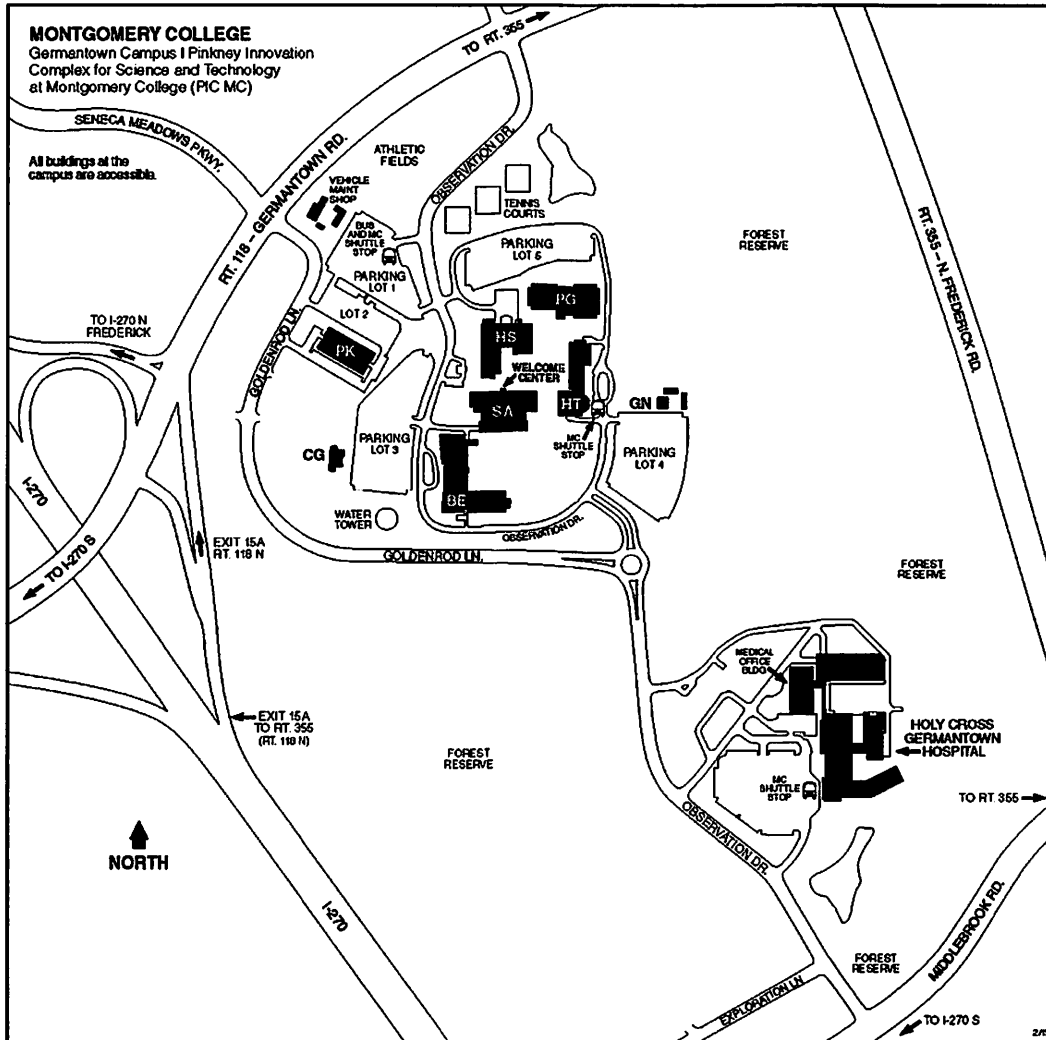 MONTGOMERY COLLEGE
Germantown Campus I Pinkney Innovation
Complex for Science and Technology
at Montgomery College (PIC MC)
TO RT. 355
SENECA MEADOWS PKWY.
All buildings at the
campus are accessible.
RT. 118 – GERMANTOWN RD.
ATHLETIC
FIELDS
OBSERVATION DR.
VEHICLE
MAINT
SHOP
BUS
AND MC
SHUTTLE
STOP
TENNIS
COURTS
PARKING
LOT 5
FOREST
RESERVE
RT. 355 – N. FREDERICK RD.
PARKING
LOT 1
LOT 2
PG
TO I-270 N
FREDERICK
GOLDENROD LN.
PK
HS
WELCOME
CENTER
SA
HT
GN
PARKING
LOT 3
CG
MC
SHUTTLE
STOP
PARKING
LOT 4
I-270
BE
WATER
TOWER
OBSERVATION DR.
EXIT 15A
RT. 118 N
GOLDENROD LN.
TO I-270 S
FOREST
RESERVE
MEDICAL
OFFICE
BLDG
EXIT 15A
TO RT. 355
(RT. 118 N)
HOLY CROSS
GERMANTOWN
HOSPITAL
FOREST
RESERVE
MC
SHUTTLE
STOP
TO RT. 355
OBSERVATION DR.
NORTH
I-270
MIDDLEBROOK RD.
FOREST
RESERVE
EXPLORATION LN
TO I-270 S